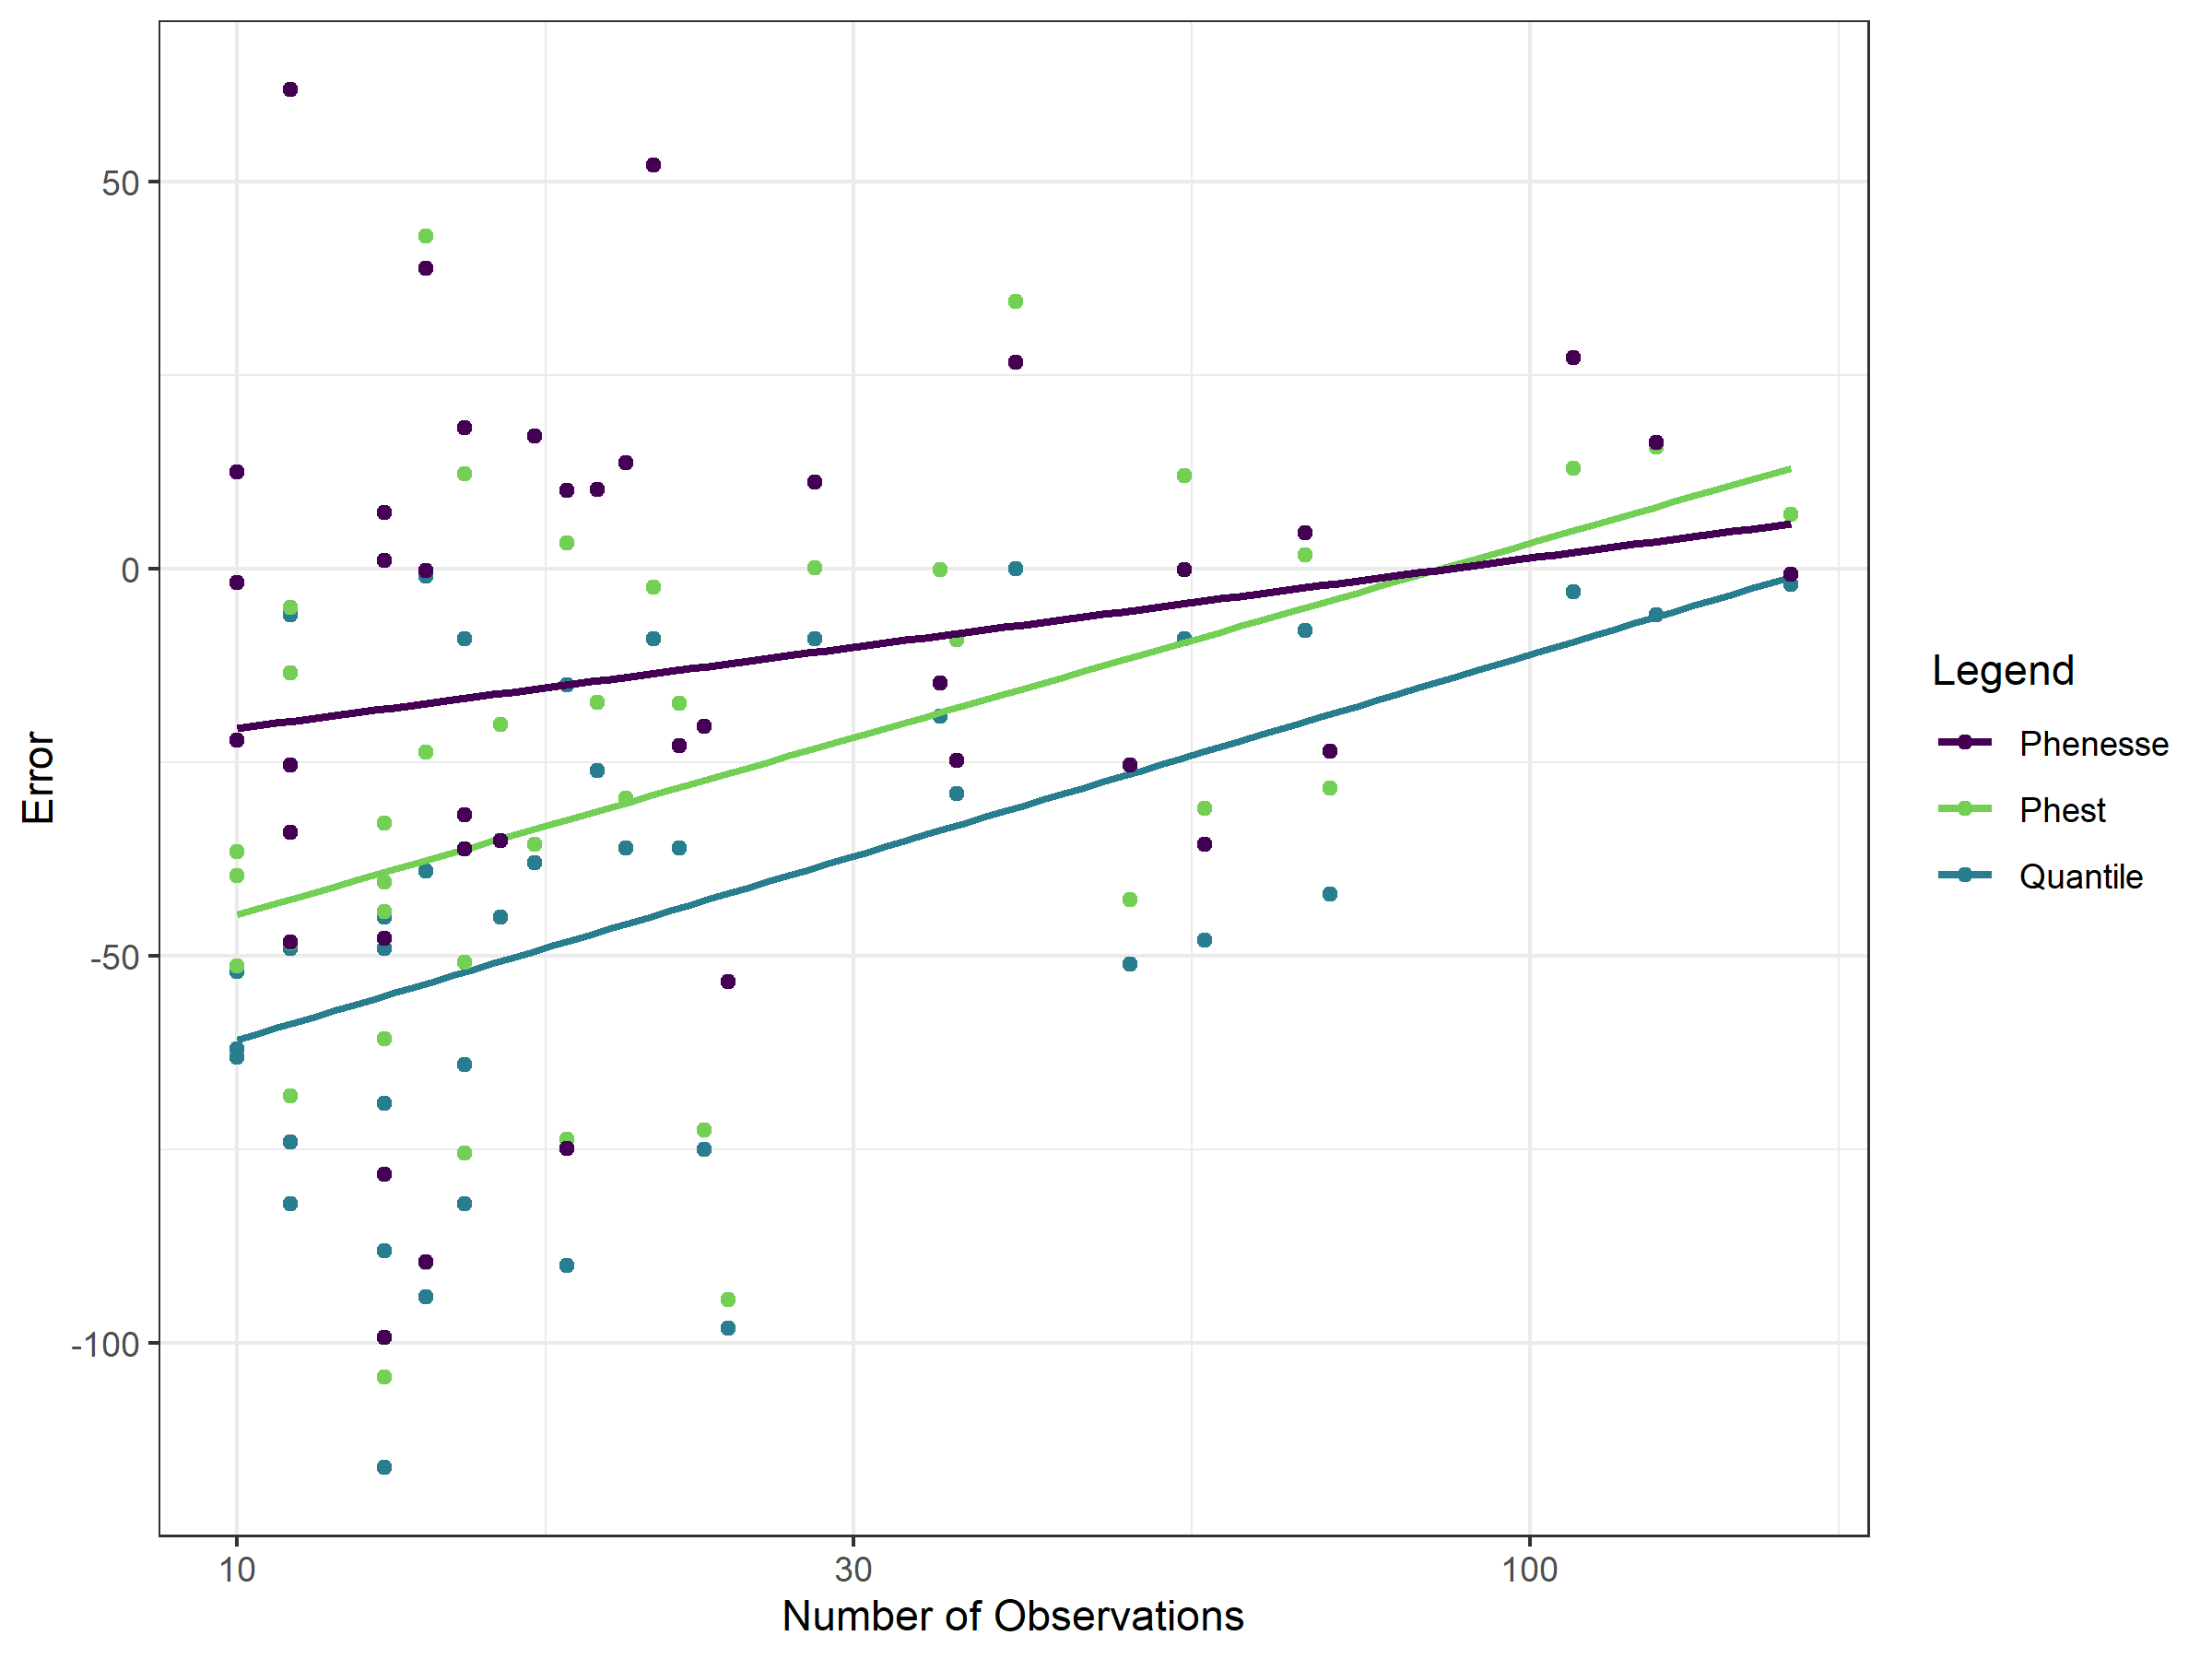 50
0
-50
-100
Error
10
30
100
Number of Observations
Legend
Phenesse
Phest
Quantile